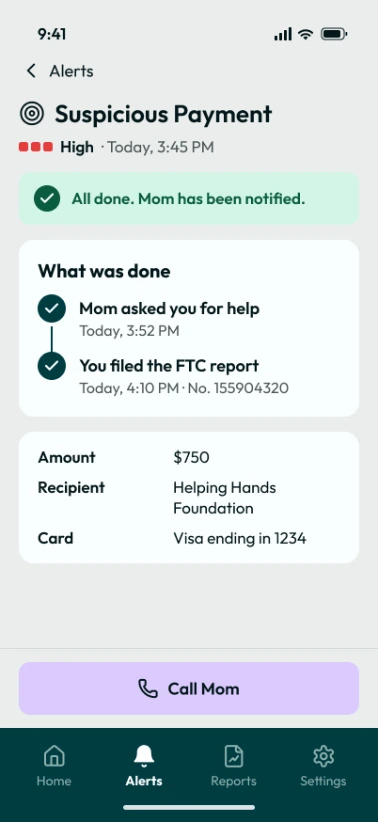 9:41
Alerts
Suspicious Payment
High · Today, 3:45 PM
All done. Mom has been notified.
What was done
Mom asked you for help
Today, 3:52 PM
You filed the FTC report
Today, 4:10 PM · No. 155904320
Amount $750
Recipient Helping Hands
Foundation
Card Visa ending in 1234
Call Mom
Home Alerts Reports Settings